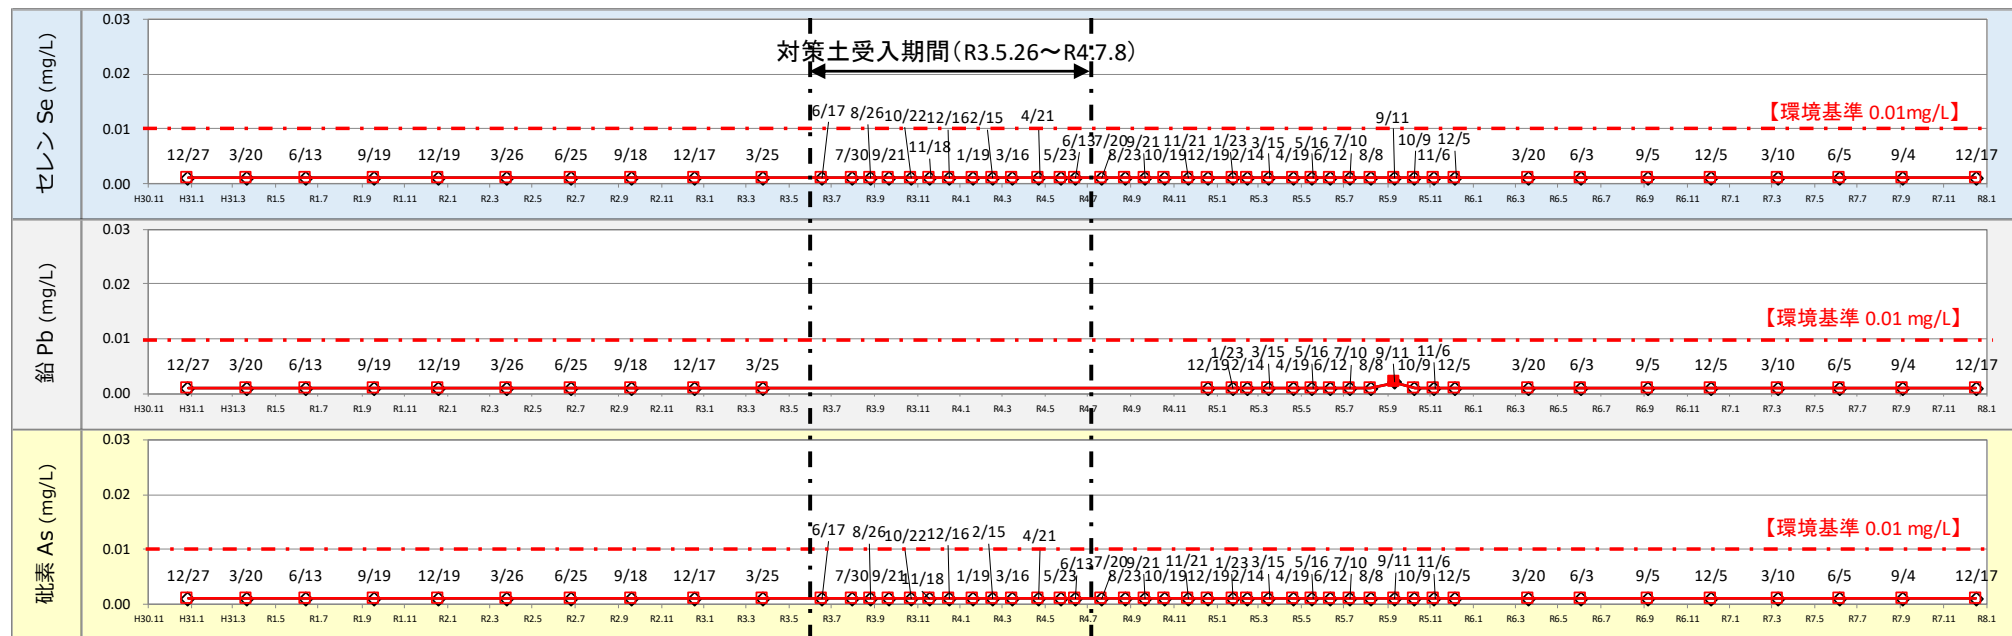 セレン Se (mg/L)
0.03
0.02
0.01
0.00
対策土受入期間(R3.5.26～R4.7.8)
【環境基準 0.01mg/L】
6/17 8/26 10/22 12/16 2/15 4/21 9/11
11/18 6/13 7/20 9/21 11/21 1/23 3/15 5/16 7/10 10/9 12/5
12/27 3/20 6/13 9/19 12/19 3/26 6/25 9/18 12/17 3/25 7/30 9/21 1/19 3/16 5/23 8/23 10/19 12/19 2/14 4/19 6/12 8/8 11/6 3/20 6/3 9/5 12/5 3/10 6/5 9/4 12/17
H30.11 H31.1 H31.3 R1.5 R1.7 R1.9 R1.11 R2.1 R2.3 R2.5 R2.7 R2.9 R2.11 R3.1 R3.3 R3.5 R3.7 R3.9 R3.11 R4.1 R4.3 R4.5 R4.7 R4.9 R4.11 R5.1 R5.3 R5.5 R5.7 R5.9 R5.11 R6.1 R6.3 R6.5 R6.7 R6.9 R6.11 R7.1 R7.3 R7.5 R7.7 R7.9 R7.11 R8.1
鉛 Pb (mg/L)
0.03
0.02
0.01
0.00
【環境基準 0.01 mg/L】
1/23 3/15 5/16 7/10 9/11 11/6
12/27 3/20 6/13 9/19 12/19 3/26 6/25 9/18 12/17 3/25 12/19 2/14 4/19 6/12 8/8 10/9 12/5 3/20 6/3 9/5 12/5 3/10 6/5 9/4 12/17
H30.11 H31.1 H31.3 R1.5 R1.7 R1.9 R1.11 R2.1 R2.3 R2.5 R2.7 R2.9 R2.11 R3.1 R3.3 R3.5 R3.7 R3.9 R3.11 R4.1 R4.3 R4.5 R4.7 R4.9 R4.11 R5.1 R5.3 R5.5 R5.7 R5.9 R5.11 R6.1 R6.3 R6.5 R6.7 R6.9 R6.11 R7.1 R7.3 R7.5 R7.7 R7.9 R7.11 R8.1
砒素 As (mg/L)
0.03
0.02
0.01
0.00
【環境基準 0.01 mg/L】
6/17 8/26 10/22 12/16 2/15 4/21
6/13 7/20 9/21 11/21 1/23 3/15 5/16 7/10 9/11 11/6
12/27 3/20 6/13 9/19 12/19 3/26 6/25 9/18 12/17 3/25 7/30 9/21 11/18 1/19 3/16 5/23 8/23 10/19 12/19 2/14 4/19 6/12 8/8 10/9 12/5 3/20 6/3 9/5 12/5 3/10 6/5 9/4 12/17
H30.11 H31.1 H31.3 R1.5 R1.7 R1.9 R1.11 R2.1 R2.3 R2.5 R2.7 R2.9 R2.11 R3.1 R3.3 R3.5 R3.7 R3.9 R3.11 R4.1 R4.3 R4.5 R4.7 R4.9 R4.11 R5.1 R5.3 R5.5 R5.7 R5.9 R5.11 R6.1 R6.3 R6.5 R6.7 R6.9 R6.11 R7.1 R7.3 R7.5 R7.7 R7.9 R7.11 R8.1